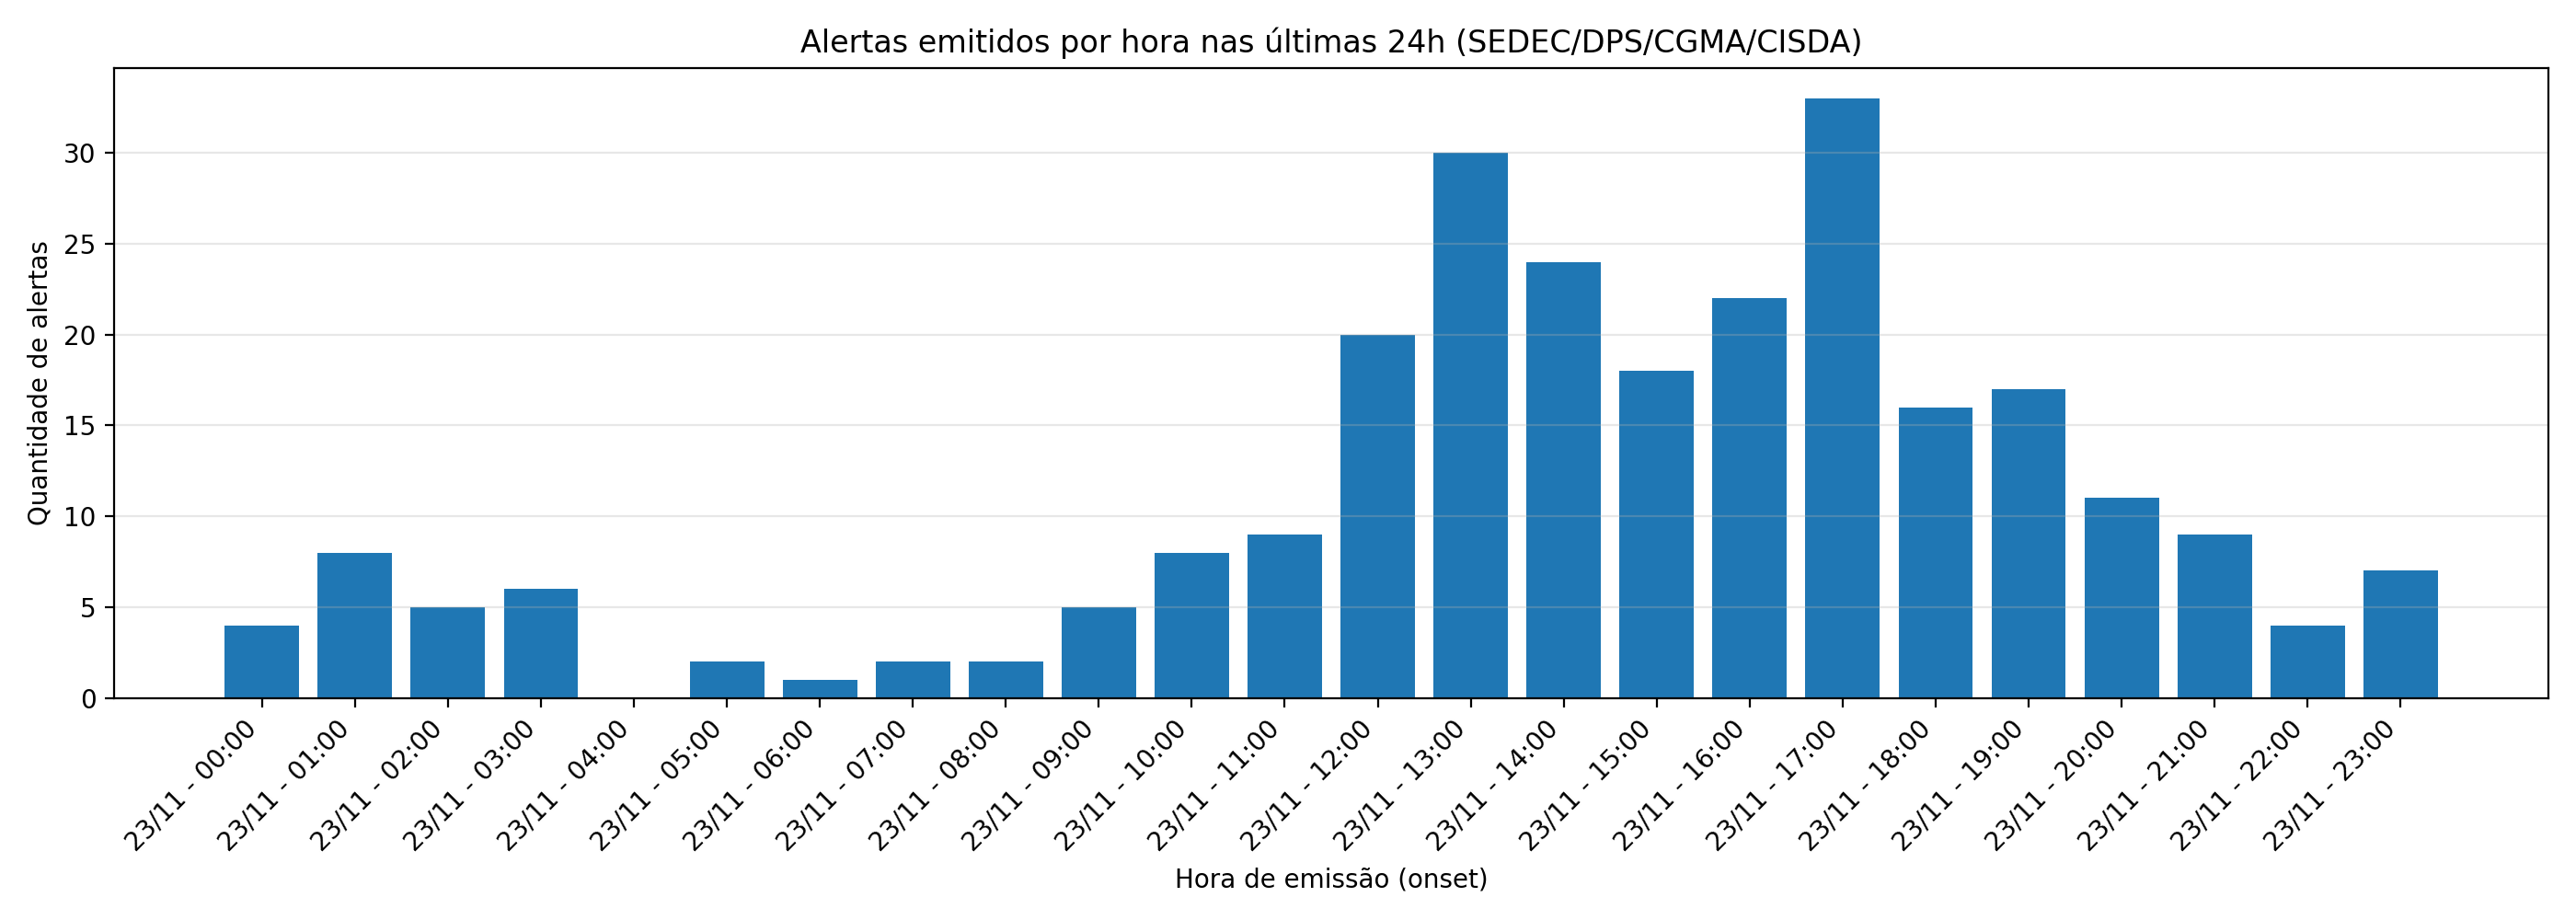 Alertas emitidos por hora nas últimas 24h (SEDEC/DPS/CGMA/CISDA)
Quantidade de alertas
30
25
20
15
10
5
0
23/11 - 00:00
23/11 - 01:00
23/11 - 02:00
23/11 - 03:00
23/11 - 04:00
23/11 - 05:00
23/11 - 06:00
23/11 - 07:00
23/11 - 08:00
23/11 - 09:00
23/11 - 10:00
23/11 - 11:00
23/11 - 12:00
23/11 - 13:00
23/11 - 14:00
23/11 - 15:00
23/11 - 16:00
23/11 - 17:00
23/11 - 18:00
23/11 - 19:00
23/11 - 20:00
23/11 - 21:00
23/11 - 22:00
23/11 - 23:00
Hora de emissão (onset)